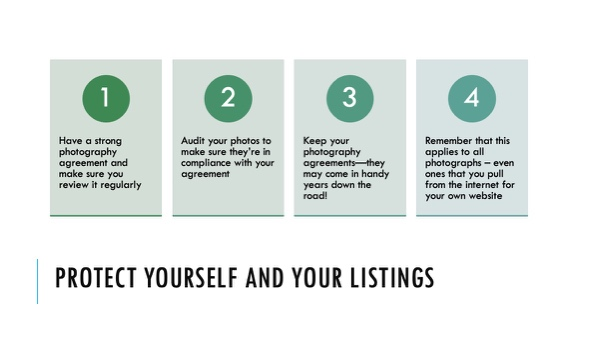 1
Have a strong
photography
agreement and
make sure you
review it regularly
2
Audit your photos to
make sure they're in
compliance with your
agreement
3
Keep your
photography
agreements—they
may come in handy
years down the
road!
4
Remember that this
applies to all
photographs – even
ones that you pull
from the internet for
your own website
PROTECT YOURSELF AND YOUR LISTINGS